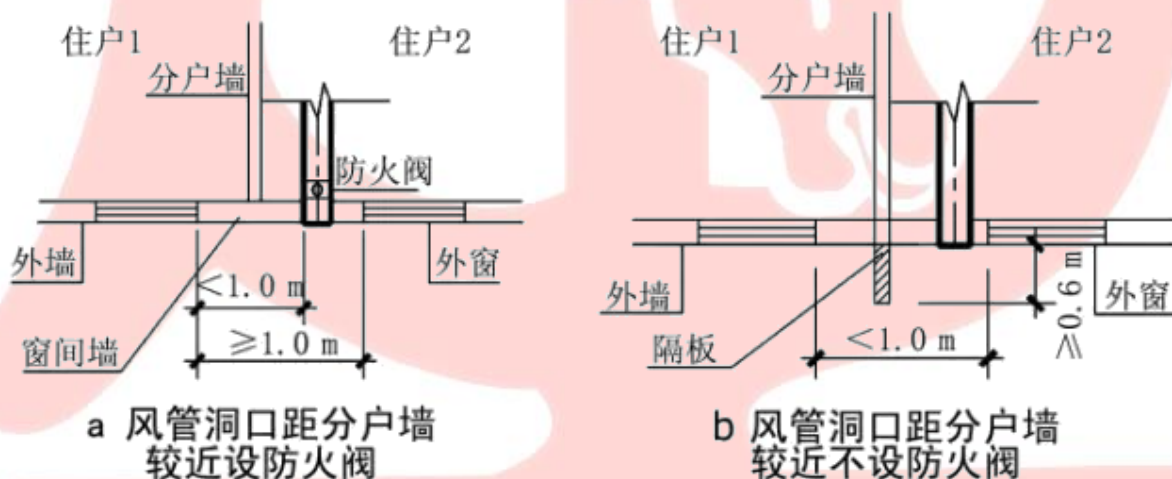 住户1
住户2
分户墙
防火阀
外墙
外窗
<1.0 m
≥1.0 m
窗间墙
a 风管洞口距分户墙
较近设防火阀
住户1
住户2
分户墙
外墙
外窗
≥0.6 m
隔板
<1.0 m
b 风管洞口距分户墙
较近不设防火阀